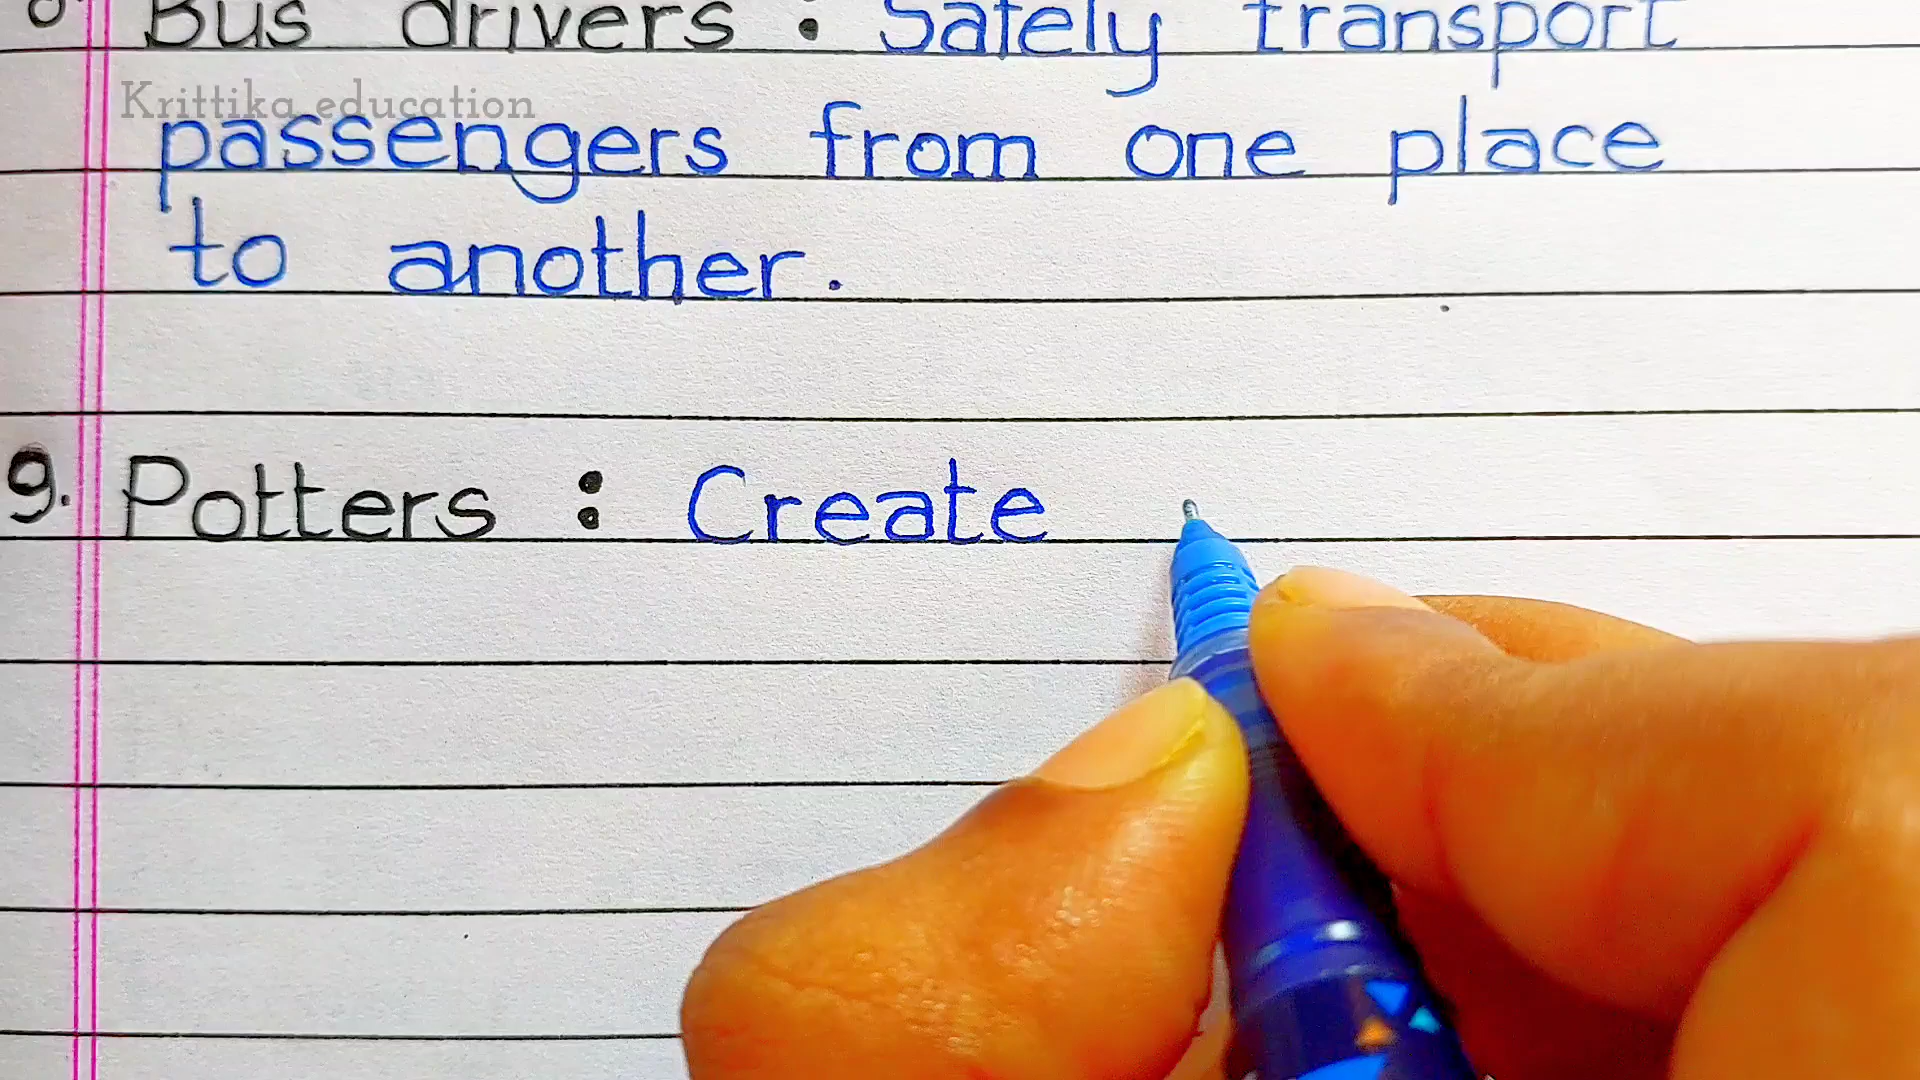 Bus drivers : Safely transport
Krittika education
passengers from one place
to another.
9. Potters : Create